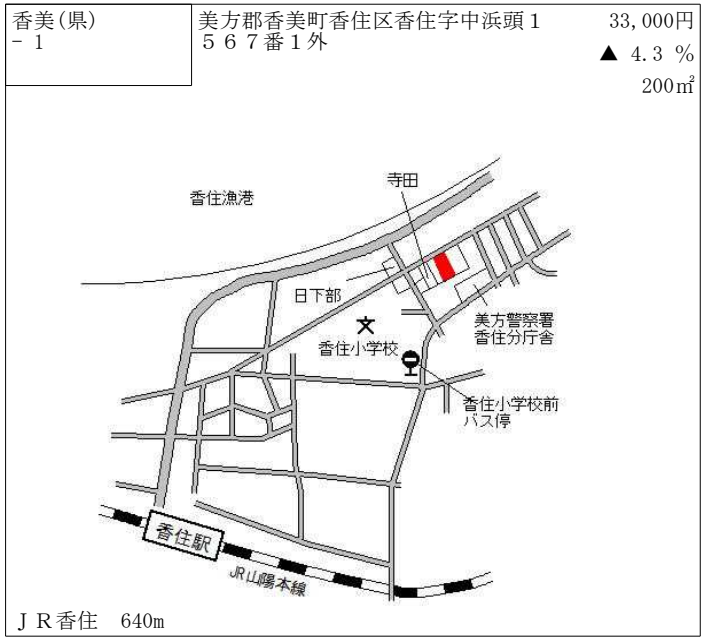 香美(県)
- 1
美方郡香美町香住区香住字中浜頭１
５６７番１外
33,000円
▲ 4.3 %
200㎡
寺田
香住漁港
日下部
美方警察署
香住分庁舎
香住小学校
香住小学校前
バス停
香住駅
JR山陽本線
ＪＲ香住 640m